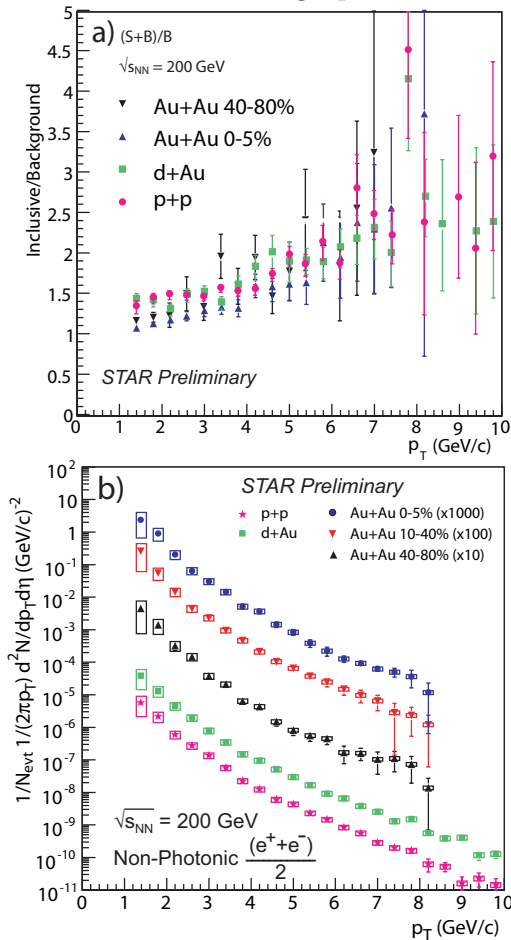 a)
(S+B)/B
√sNN = 200 GeV
Au+Au 40-80%
Au+Au 0-5%
d+Au
p+p
Inclusive/Background
5
4.5
4
3.5
3
2.5
2
1.5
1
0.5
0
STAR Preliminary
0 1 2 3 4 5 6 7 8 9 10
pT (GeV/c)
b)
STAR Preliminary
p+p
d+Au
Au+Au 0-5% (x1000)
Au+Au 10-40% (x100)
Au+Au 40-80% (x10)
1/Nevt 1/(2πpT) d²N/dpTdη (GeV/c)⁻²
10²
10
1
10⁻¹
10⁻²
10⁻³
10⁻⁴
10⁻⁵
10⁻⁶
10⁻⁷
10⁻⁸
10⁻⁹
10⁻¹⁰
10⁻¹¹
√sNN = 200 GeV
Non-Photonic (e⁺+e⁻)/2
0 1 2 3 4 5 6 7 8 9 10
pT (GeV/c)